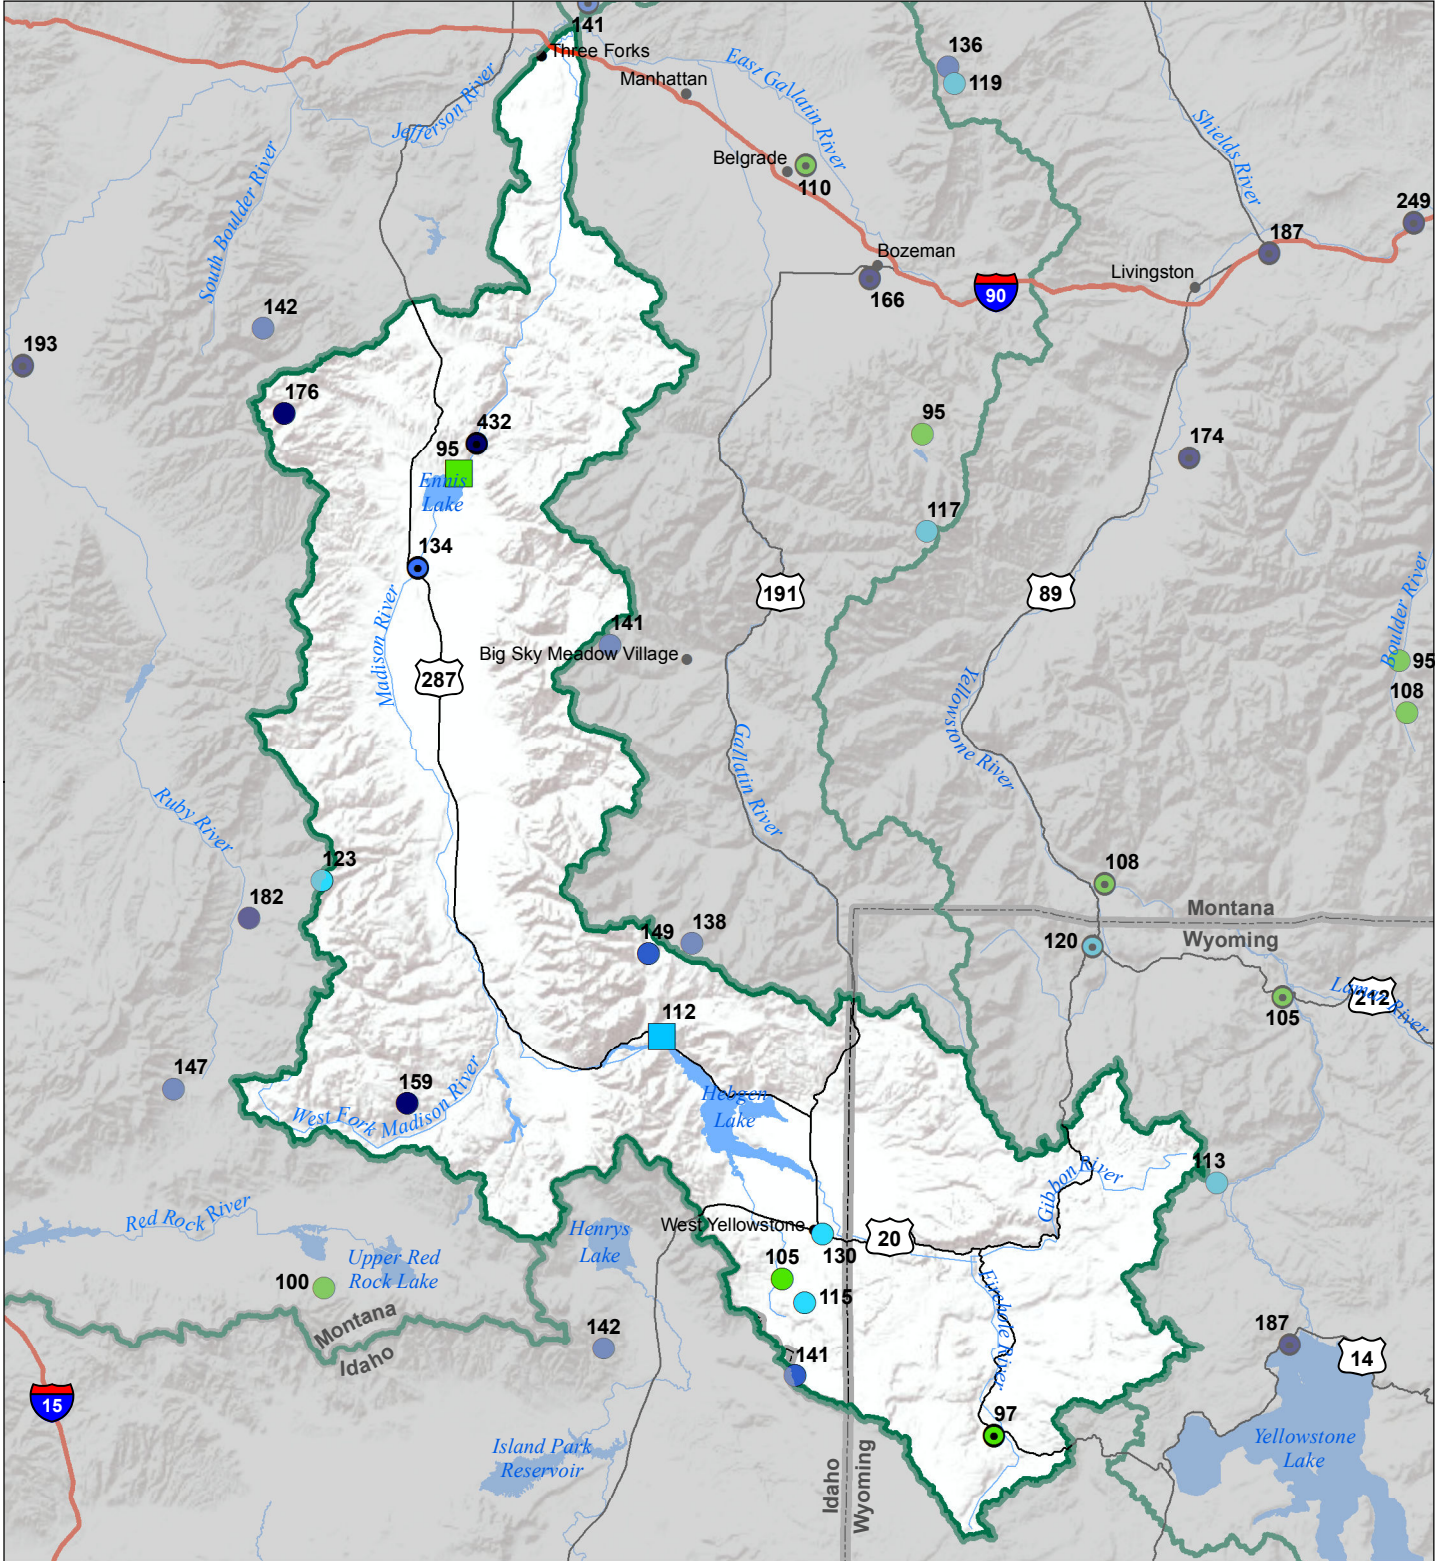 141
Three Forks
136
119
Manhattan
East Gallatin River
Jefferson River
Shields River
South Boulder River
Belgrade
110
249
187
Bozeman
166
90
Livingston
142
193
176
432
95
Ennis
Lake
95
174
117
134
191
89
Madison River
141
Big Sky Meadow Village
287
Boulder River
95
108
Yellowstone River
Gallatin River
Ruby River
123
182
108
Montana
Wyoming
149
138
120
212
Lamar River
105
112
147
159
West Fork Madison River
Hebgen
Lake
113
Gibbon River
Red Rock River
Henrys
Lake
West Yellowstone
130
20
Upper Red
Rock Lake
100
105
115
Firehole River
Montana
Idaho
142
141
187
14
15
97
Island Park
Reservoir
Yellowstone
Lake
Idaho
Wyoming